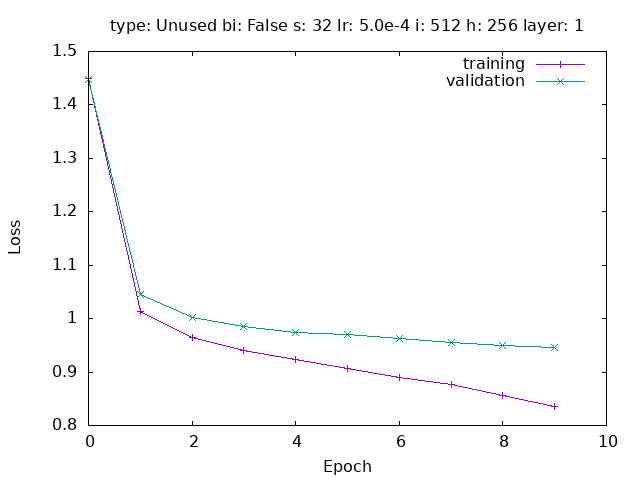 type: Unused bi: False s: 32 lr: 5.0e-4 i: 512 h: 256 layer: 1
training
validation
1.5
1.4
1.3
1.2
1.1
1
0.9
0.8
Loss
0 2 4 6 8 10
Epoch